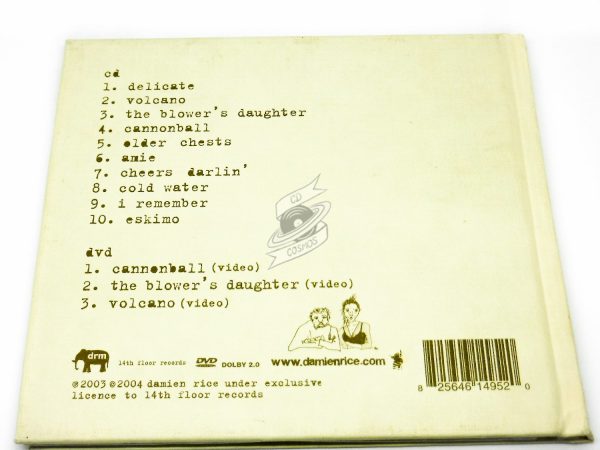 cd
1. delicate
2. volcano
3. the blower's daughter
4. cannonball
5. older chests
6. amie
7. cheers darlin'
8. cold water
9. i remember
10. eskimo
CD
COSMOS
dvd
1. cannonball (video)
2. the blower's daughter (video)
3. volcano (video)
drm
14th floor records
DVD
DOLBY 2.0
www.damienrice.com
℗2003 ©2004 damien rice under exclusive
licence to 14th floor records
8 25646 14952 0